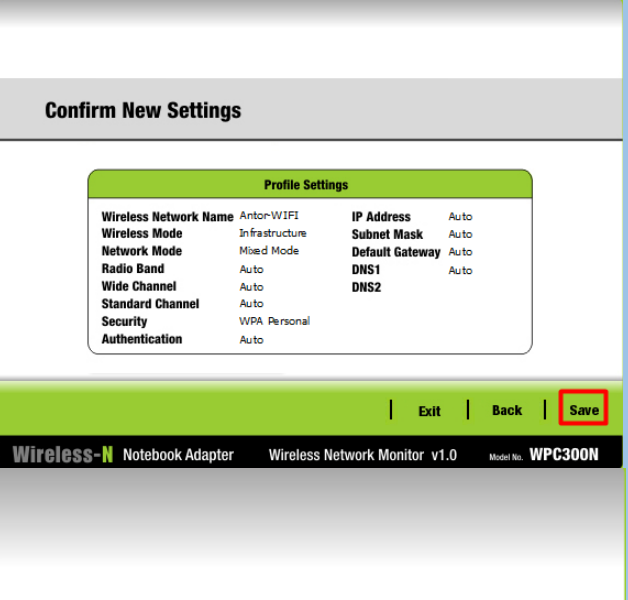 Confirm New Settings
Profile Settings
Wireless Network Name Antor-WIFI IP Address Auto
Wireless Mode Infrastructure Subnet Mask Auto
Network Mode Mixed Mode Default Gateway Auto
Radio Band Auto DNS1 Auto
Wide Channel Auto DNS2
Standard Channel Auto
Security WPA Personal
Authentication Auto
Exit Back Save
Wireless-N Notebook Adapter Wireless Network Monitor v1.0 Model No. WPC300N